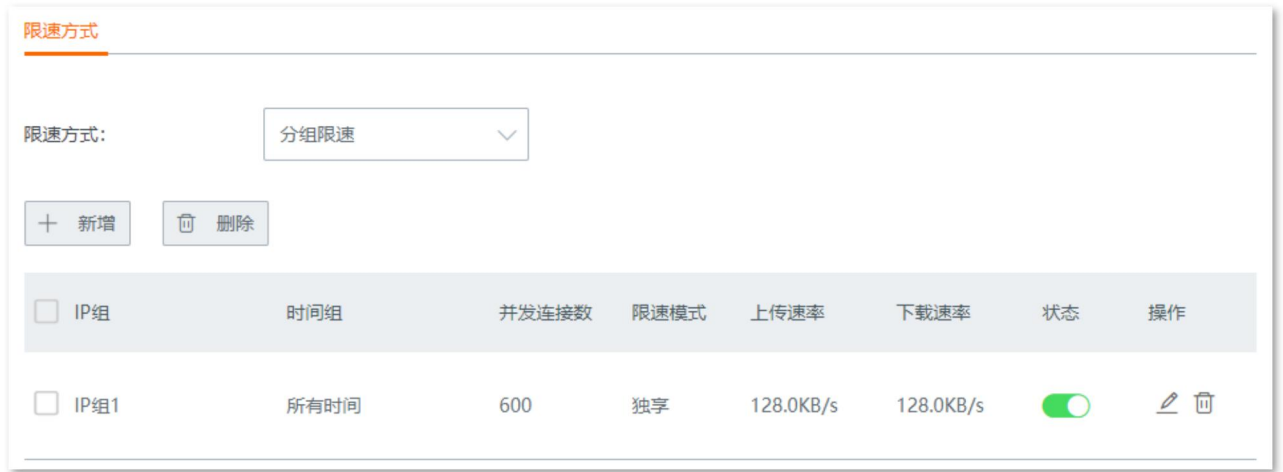 限速方式
限速方式: 分组限速
新增 删除
IP组 时间组 并发连接数 限速模式 上传速率 下载速率 状态 操作
IP组1 所有时间 600 独享 128.0KB/s 128.0KB/s